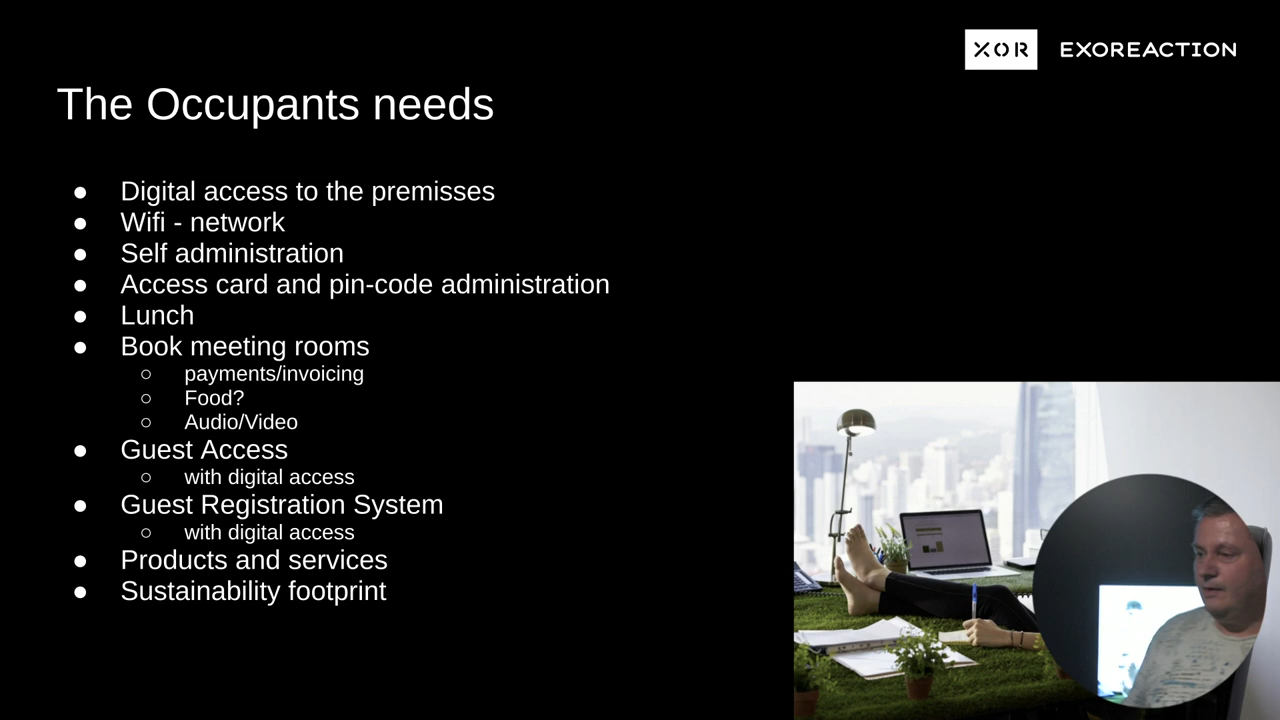 XOR EXOREACTION
The Occupants needs
● Digital access to the premisses
● Wifi - network
● Self administration
● Access card and pin-code administration
● Lunch
● Book meeting rooms
○ payments/invoicing
○ Food?
○ Audio/Video
● Guest Access
○ with digital access
● Guest Registration System
○ with digital access
● Products and services
● Sustainability footprint